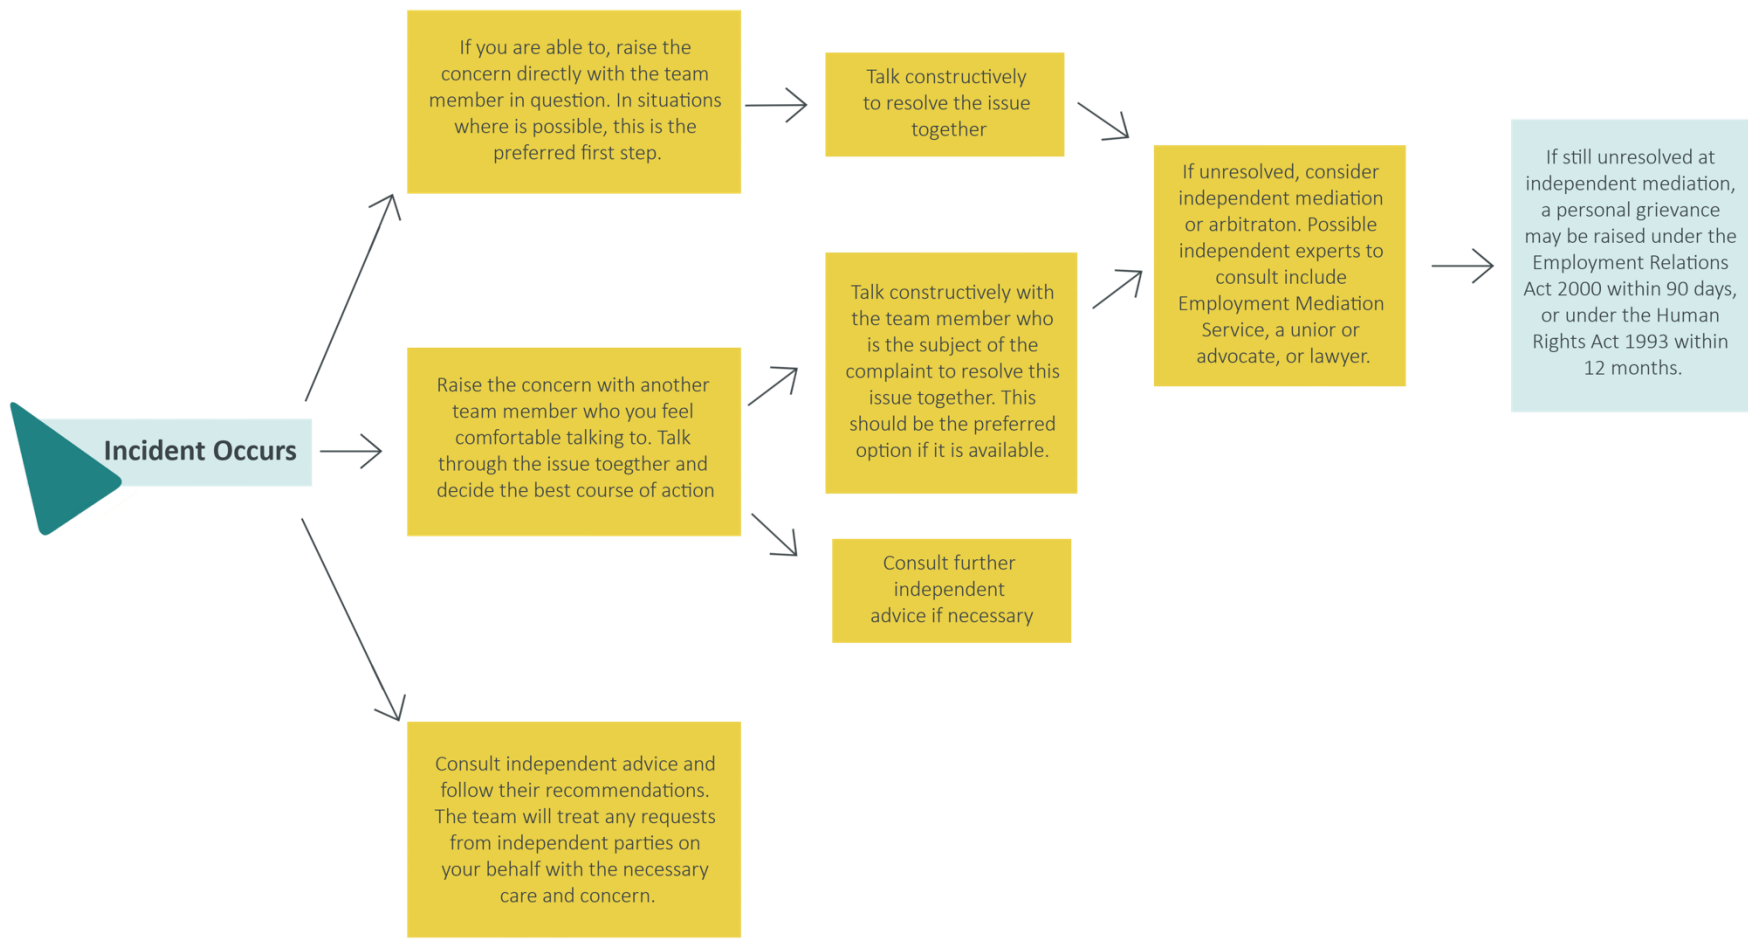 If you are able to, raise the
concern directly with the team
member in question. In situations
where is possible, this is the
preferred first step.
Talk constructively
to resolve the issue
together
If unresolved, consider
independent mediation
or arbitraton. Possible
independent experts to
consult include
Employment Mediation
Service, a unior or
advocate, or lawyer.
If still unresolved at
independent mediation,
a personal grievance
may be raised under the
Employment Relations
Act 2000 within 90 days,
or under the Human
Rights Act 1993 within
12 months.
Talk constructively with
the team member who
is the subject of the
complaint to resolve this
issue together. This
should be the preferred
option if it is available.
Incident Occurs
Raise the concern with another
team member who you feel
comfortable talking to. Talk
through the issue toegther and
decide the best course of action
Consult further
independent
advice if necessary
Consult independent advice and
follow their recommendations.
The team will treat any requests
from independent parties on
your behalf with the necessary
care and concern.